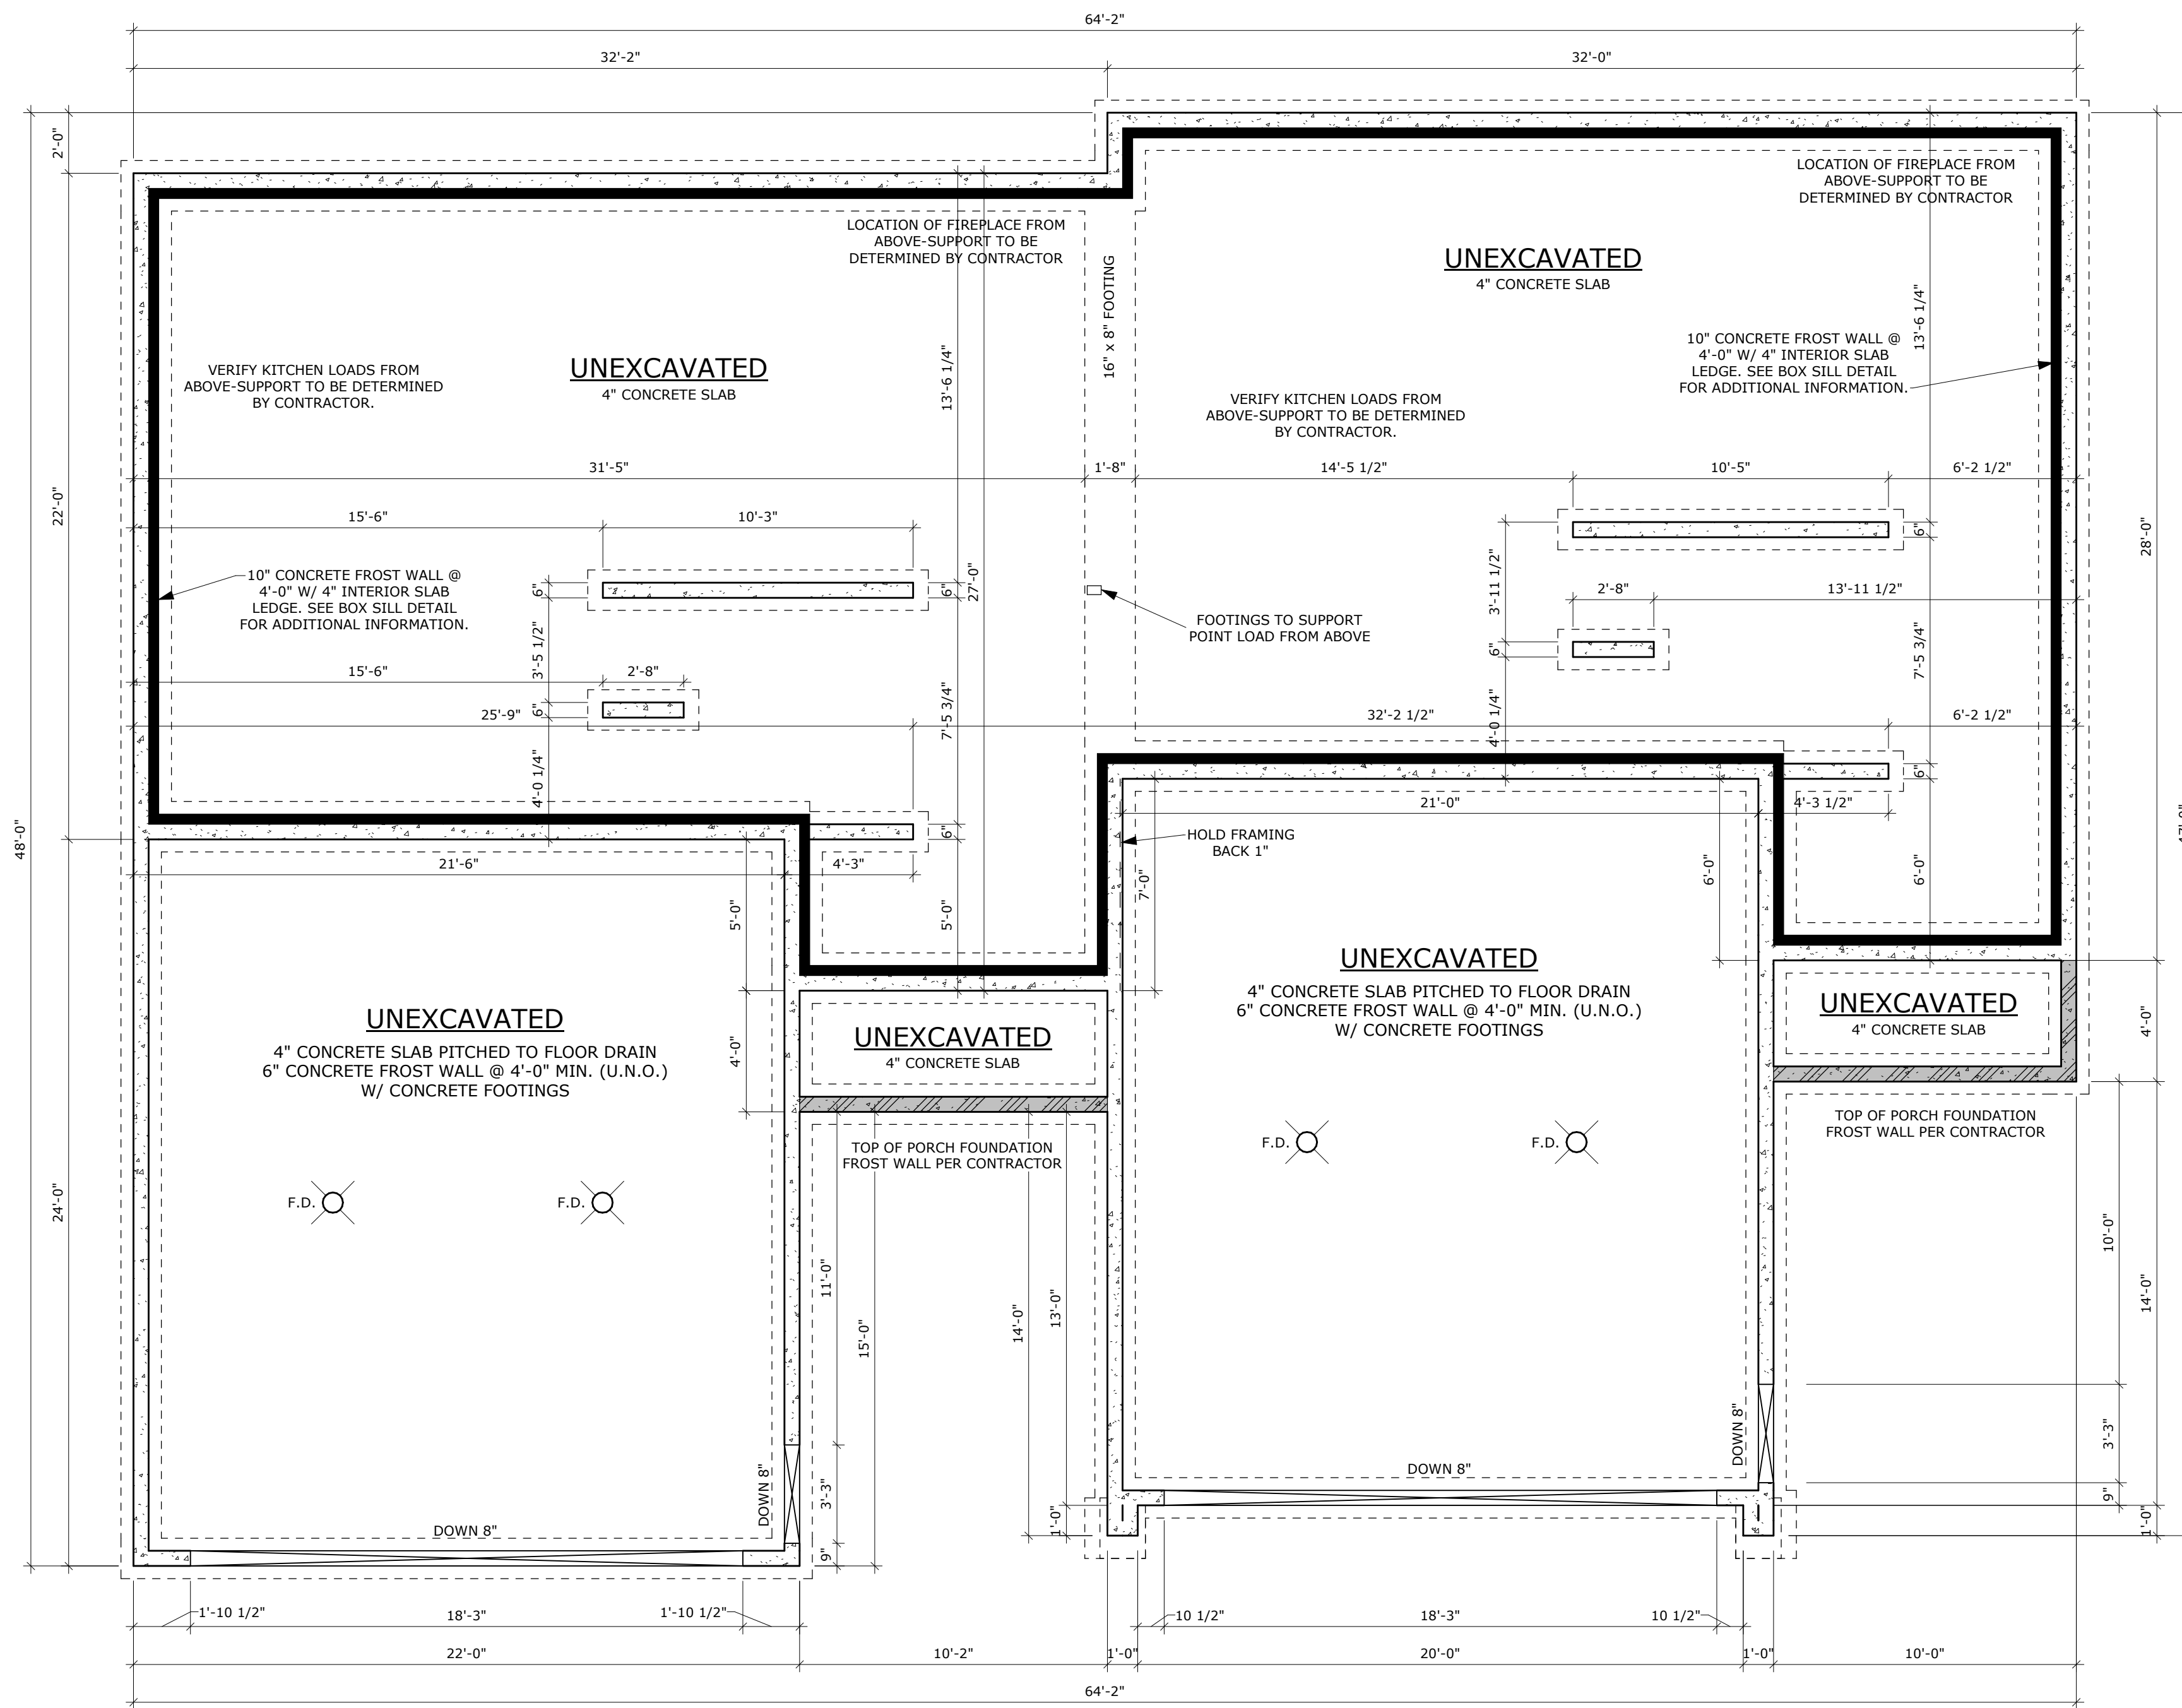 64'-2"
32'-2"
32'-0"
2'-0"
22'-0"
48'-0"
24'-0"
28'-0"
4'-0"
14'-0"
1'-0"
10'-0"
3'-3"
9"
LOCATION OF FIREPLACE FROM
ABOVE-SUPPORT TO BE
DETERMINED BY CONTRACTOR
LOCATION OF FIREPLACE FROM
ABOVE-SUPPORT TO BE
DETERMINED BY CONTRACTOR
UNEXCAVATED
4" CONCRETE SLAB
16" x 8" FOOTING
13'-6 1/4"
10" CONCRETE FROST WALL @
4'-0" W/ 4" INTERIOR SLAB
LEDGE. SEE BOX SILL DETAIL
FOR ADDITIONAL INFORMATION.
VERIFY KITCHEN LOADS FROM
ABOVE-SUPPORT TO BE DETERMINED
BY CONTRACTOR.
UNEXCAVATED
4" CONCRETE SLAB
13'-6 1/4"
VERIFY KITCHEN LOADS FROM
ABOVE-SUPPORT TO BE DETERMINED
BY CONTRACTOR.
31'-5"
1'-8"
14'-5 1/2"
10'-5"
6'-2 1/2"
15'-6"
10'-3"
6"
10" CONCRETE FROST WALL @
4'-0" W/ 4" INTERIOR SLAB
LEDGE. SEE BOX SILL DETAIL
FOR ADDITIONAL INFORMATION.
6"
6"
27'-0"
3'-11 1/2"
2'-8"
13'-11 1/2"
FOOTINGS TO SUPPORT
POINT LOAD FROM ABOVE
3'-5 1/2"
6"
7'-5 3/4"
15'-6"
2'-8"
6"
25'-9"
7'-5 3/4"
32'-2 1/2"
6'-2 1/2"
4'-0 1/4"
4'-0 1/4"
6"
21'-0"
4'-3 1/2"
6"
HOLD FRAMING
BACK 1"
21'-6"
4'-3"
7'-0"
6'-0"
6'-0"
5'-0"
5'-0"
UNEXCAVATED
4" CONCRETE SLAB PITCHED TO FLOOR DRAIN
6" CONCRETE FROST WALL @ 4'-0" MIN. (U.N.O.)
W/ CONCRETE FOOTINGS
UNEXCAVATED
4" CONCRETE SLAB
UNEXCAVATED
4" CONCRETE SLAB PITCHED TO FLOOR DRAIN
6" CONCRETE FROST WALL @ 4'-0" MIN. (U.N.O.)
W/ CONCRETE FOOTINGS
4'-0"
UNEXCAVATED
4" CONCRETE SLAB
TOP OF PORCH FOUNDATION
FROST WALL PER CONTRACTOR
TOP OF PORCH FOUNDATION
FROST WALL PER CONTRACTOR
F.D.
F.D.
F.D.
F.D.
11'-0"
15'-0"
14'-0"
13'-0"
DOWN 8"
DOWN 8"
DOWN 8"
3'-3"
1'-0"
DOWN 8"
9"
1'-10 1/2"
18'-3"
1'-10 1/2"
10 1/2"
18'-3"
10 1/2"
22'-0"
10'-2"
1'-0"
20'-0"
1'-0"
10'-0"
64'-2"